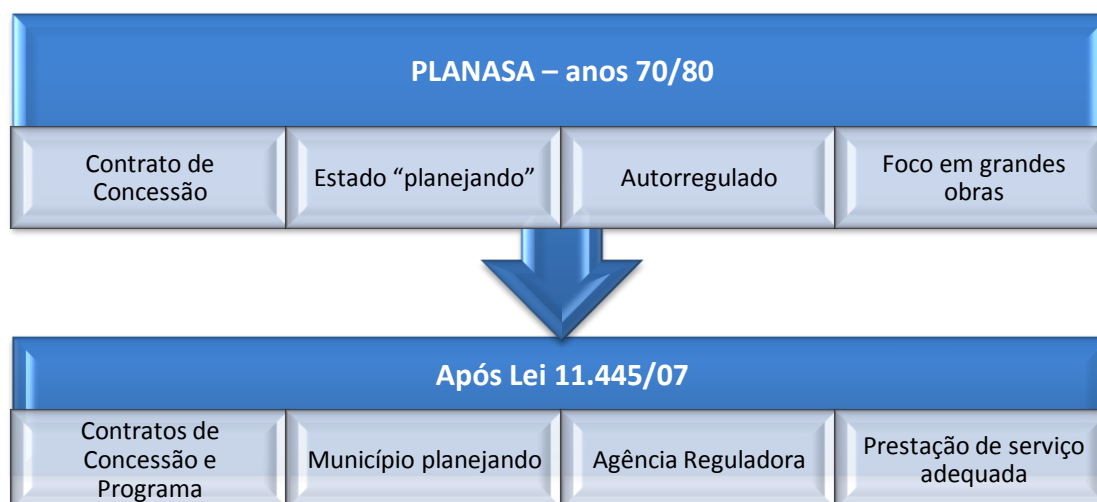 PLANASA – anos 70/80
Contrato de
Concessão
Estado “planejando”
Autorregulado
Foco em grandes
obras
Após Lei 11.445/07
Contratos de
Concessão e
Programa
Município planejando
Agência Reguladora
Prestação de serviço
adequada